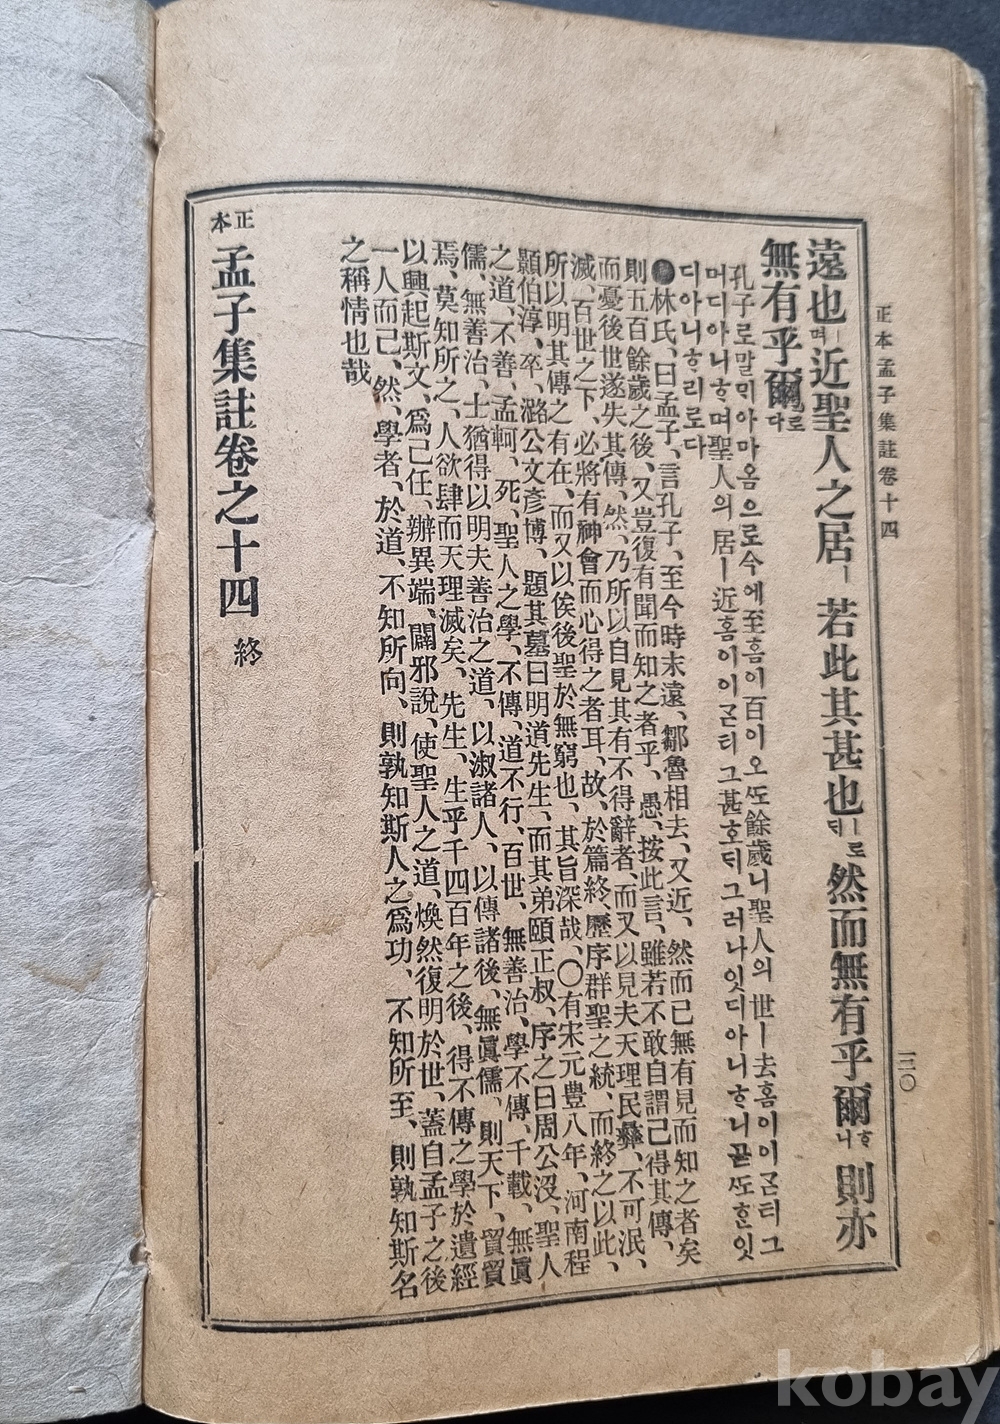 正本孟子集註卷十四
三〇
遠也ㅣ며近聖人之居ㅣ 若此其甚也ㅣ로ᄃᆡ 然而無有乎爾ᄒᆞ니 則亦
無有乎爾ㅣ로다
孔子로말ᄆᆡ아마옴으로今에至홈이百이오ᄯᅩ餘歲니聖人의世ㅣ去홈이이ᄀᆞᆮ티그
머디아니ᄒᆞ며聖人의居ㅣ近홈이이ᄀᆞᆮ티그甚호ᄃᆡ그러나잇디아니ᄒᆞ니곧ᄯᅩᄒᆞᆫ잇
디아니ᄒᆞ리로다
林氏、曰孟子、言孔子、至今時未遠、鄒魯相去、又近、然而已無有見而知之者矣
則五百餘歲之後、又豈復有聞而知之者乎、愚、按此言、雖若不敢自謂已得其傳、
而憂後世遂失其傳、然、乃所以自見其有不得辭者、而又以見夫天理民彝、不可泯、
滅、百世之下、必將有神會而心得之者耳、故、於篇終、歷序群聖之統、而終之以此、
所以明其傳之有在、而又以俟後聖於無窮也、其旨深哉、〇有宋元豊八年、河南程
顥伯淳、卒、潞公文彥博、題其墓曰明道先生、而其弟頤正叔、序之曰周公沒、聖人
之道、不善、孟軻、死、聖人之學、不傳、道不行、百世、無善治、學不傳、千載、無眞
儒、無善治、士猶得以明夫善治之道、以淑諸人、以傳諸後、無眞儒、則天下、貿貿
焉、莫知所之、人欲肆而天理滅矣、先生、生乎千四百年之後、得不傳之學於遺經
以興起斯文、爲己任、辨異端、闢邪說、使聖人之道、煥然復明於世、蓋自孟子之後
一人而已、然、學者、於道、不知所向、則孰知斯人之爲功、不知所至、則孰知斯名
之稱情也哉
正本 孟子集註卷之十四 終
kobay